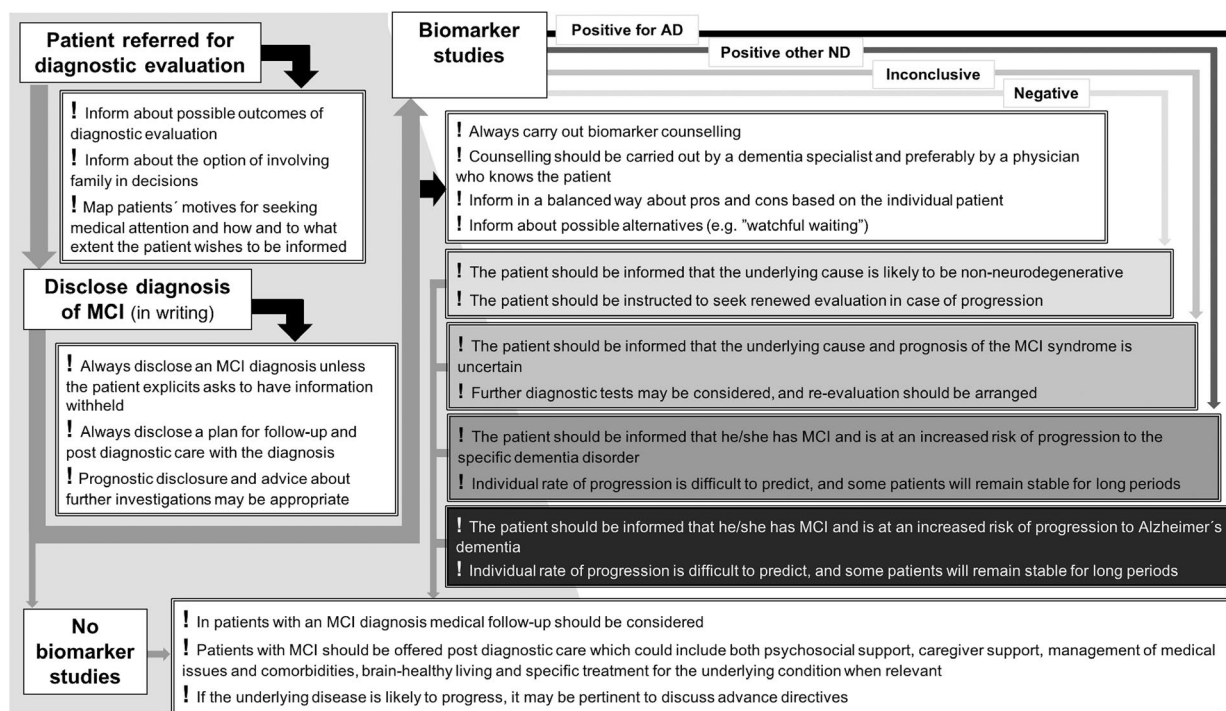 Patient referred for
diagnostic evaluation
! Inform about possible outcomes of
diagnostic evaluation
! Inform about the option of involving
family in decisions
! Map patients´ motives for seeking
medical attention and how and to what
extent the patient wishes to be informed
Disclose diagnosis
of MCI (in writing)
! Always disclose an MCI diagnosis unless
the patient explicits asks to have information
withheld
! Always disclose a plan for follow-up and
post diagnostic care with the diagnosis
! Prognostic disclosure and advice about
further investigations may be appropriate
Biomarker
studies
Positive for AD
Positive other ND
Inconclusive
Negative
! Always carry out biomarker counselling
! Counselling should be carried out by a dementia specialist and preferably by a physician
who knows the patient
! Inform in a balanced way about pros and cons based on the individual patient
! Inform about possible alternatives (e.g. ”watchful waiting”)
! The patient should be informed that the underlying cause is likely to be non-neurodegenerative
! The patient should be instructed to seek renewed evaluation in case of progression
! The patient should be informed that the underlying cause and prognosis of the MCI syndrome is
uncertain
! Further diagnostic tests may be considered, and re-evaluation should be arranged
! The patient should be informed that he/she has MCI and is at an increased risk of progression to the
specific dementia disorder
! Individual rate of progression is difficult to predict, and some patients will remain stable for long periods
! The patient should be informed that he/she has MCI and is at an increased risk of progression to Alzheimer´s
dementia
! Individual rate of progression is difficult to predict, and some patients will remain stable for long periods
No
biomarker
studies
! In patients with an MCI diagnosis medical follow-up should be considered
! Patients with MCI should be offered post diagnostic care which could include both psychosocial support, caregiver support, management of medical
issues and comorbidities, brain-healthy living and specific treatment for the underlying condition when relevant
! If the underlying disease is likely to progress, it may be pertinent to discuss advance directives